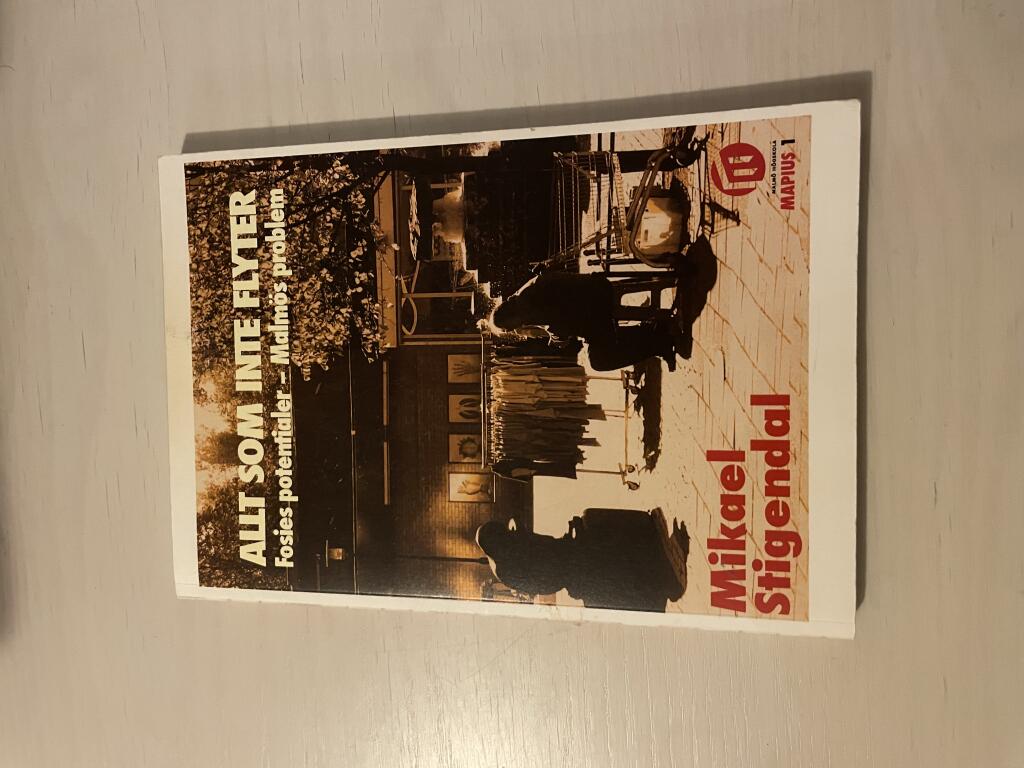 ALLT SOM INTE FLYTER
Fosies potentialer – Malmös problem
Mikael
Stigendal
MALMÖ HÖGSKOLA
MAPIUS 1